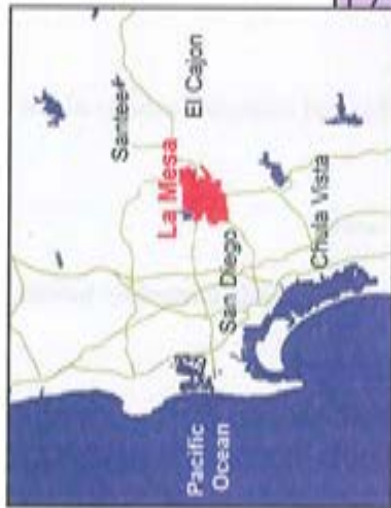 Santee
El Cajon
La Mesa
San Diego
Chula Vista
Pacific
Ocean